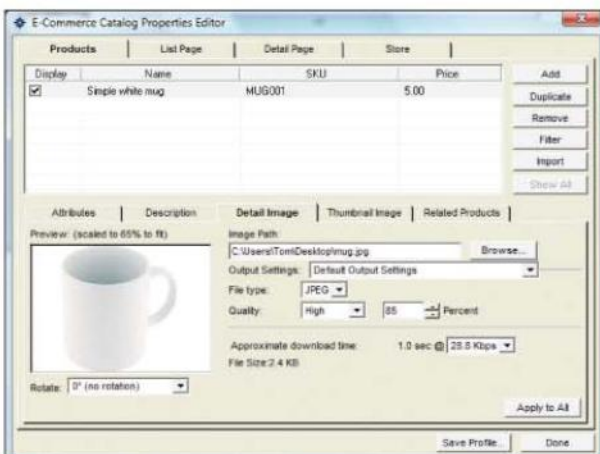 E-Commerce Catalog Properties Editor
Products List Page Detail Page Store
Display Name SKU Price
Simple white mug MUG001 5.00
Add
Duplicate
Remove
Filter
Import
Show All
Attributes Description Detail Image Thumbnail Image Related Products
Preview: (scaled to 65% to fit)
Image Path:
C:\Users\Tom\Desktop\mug.jpg Browse...
Output Settings: Default Output Settings
File type: JPEG
Quality: High 85 Percent
Approximate download time: 1.0 sec @ 28.8 Kbps
File Size:2.4 KB
Rotate: 0° (no rotation)
Apply to All
Save Profile... Done